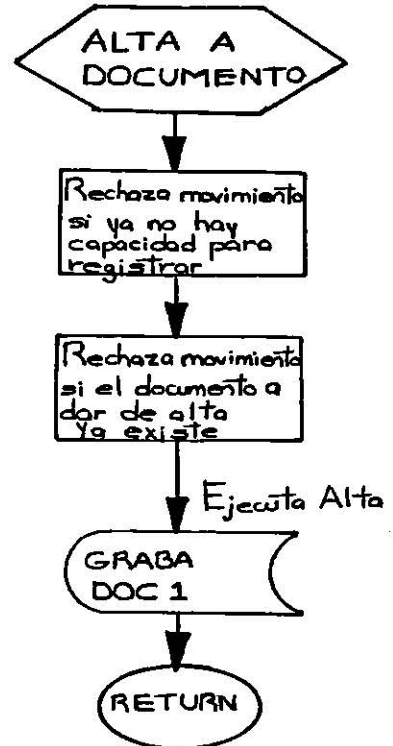 ALTA A
DOCUMENTO
Rechaza movimiento
si ya no hay
capacidad para
registrar
Rechaza movimiento
si el documento a
dar de alta
Ya existe
Ejecuta Alta
GRABA
DOC 1
RETURN